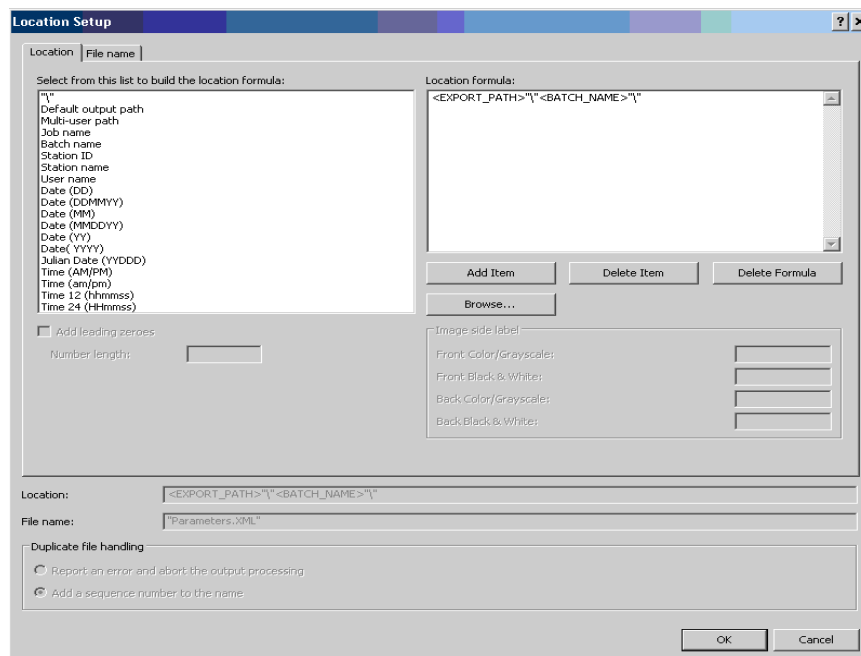 Location Setup
Location
File name
Select from this list to build the location formula:
"\"
Default output path
Multi-user path
Job name
Batch name
Station ID
Station name
User name
Date (DD)
Date (DDMMYY)
Date (MM)
Date (MMDDYY)
Date (YY)
Date( YYYY)
Julian Date (YYDDD)
Time (AM/PM)
Time (am/pm)
Time 12 (hhmmss)
Time 24 (HHmmss)
Add leading zeroes
Number length:
Location formula:
<EXPORT_PATH>"\"<BATCH_NAME>"\"
Add Item
Delete Item
Delete Formula
Browse...
Image side label
Front Color/Grayscale:
Front Black & White:
Back Color/Grayscale:
Back Black & White:
Location:
<EXPORT_PATH>"\"<BATCH_NAME>"\"
File name:
"Parameters.XML"
Duplicate file handling
Report an error and abort the output processing
Add a sequence number to the name
OK
Cancel